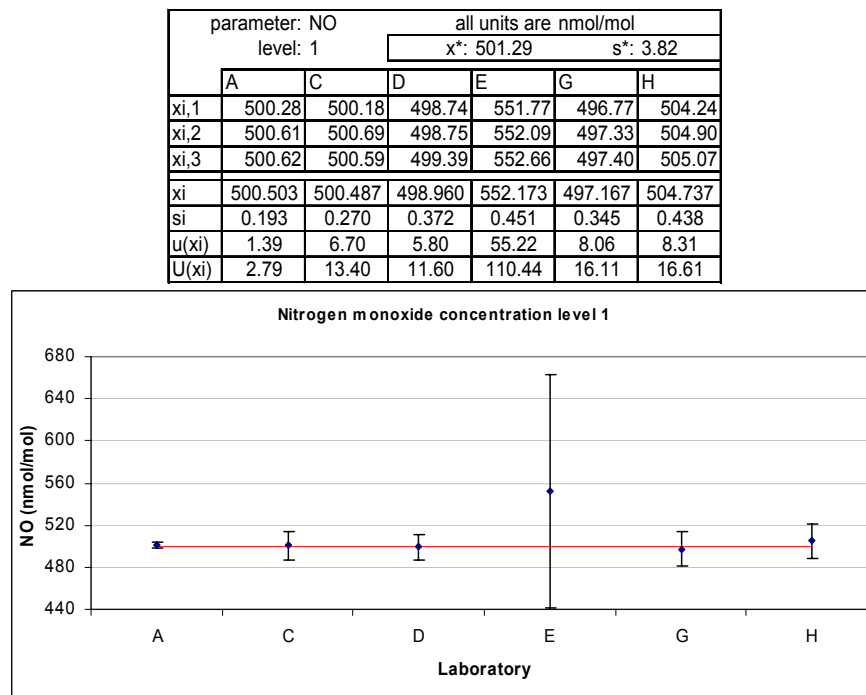 parameter: NO all units are nmol/mol
level: 1 x*: 501.29 s*: 3.82
A C D E G H
xi,1 500.28 500.18 498.74 551.77 496.77 504.24
xi,2 500.61 500.69 498.75 552.09 497.33 504.90
xi,3 500.62 500.59 499.39 552.66 497.40 505.07
xi 500.503 500.487 498.960 552.173 497.167 504.737
si 0.193 0.270 0.372 0.451 0.345 0.438
u(xi) 1.39 6.70 5.80 55.22 8.06 8.31
U(xi) 2.79 13.40 11.60 110.44 16.11 16.61
Nitrogen monoxide concentration level 1
680
640
600
560
520
480
440
NO (nmol/mol)
A C D E G H
Laboratory